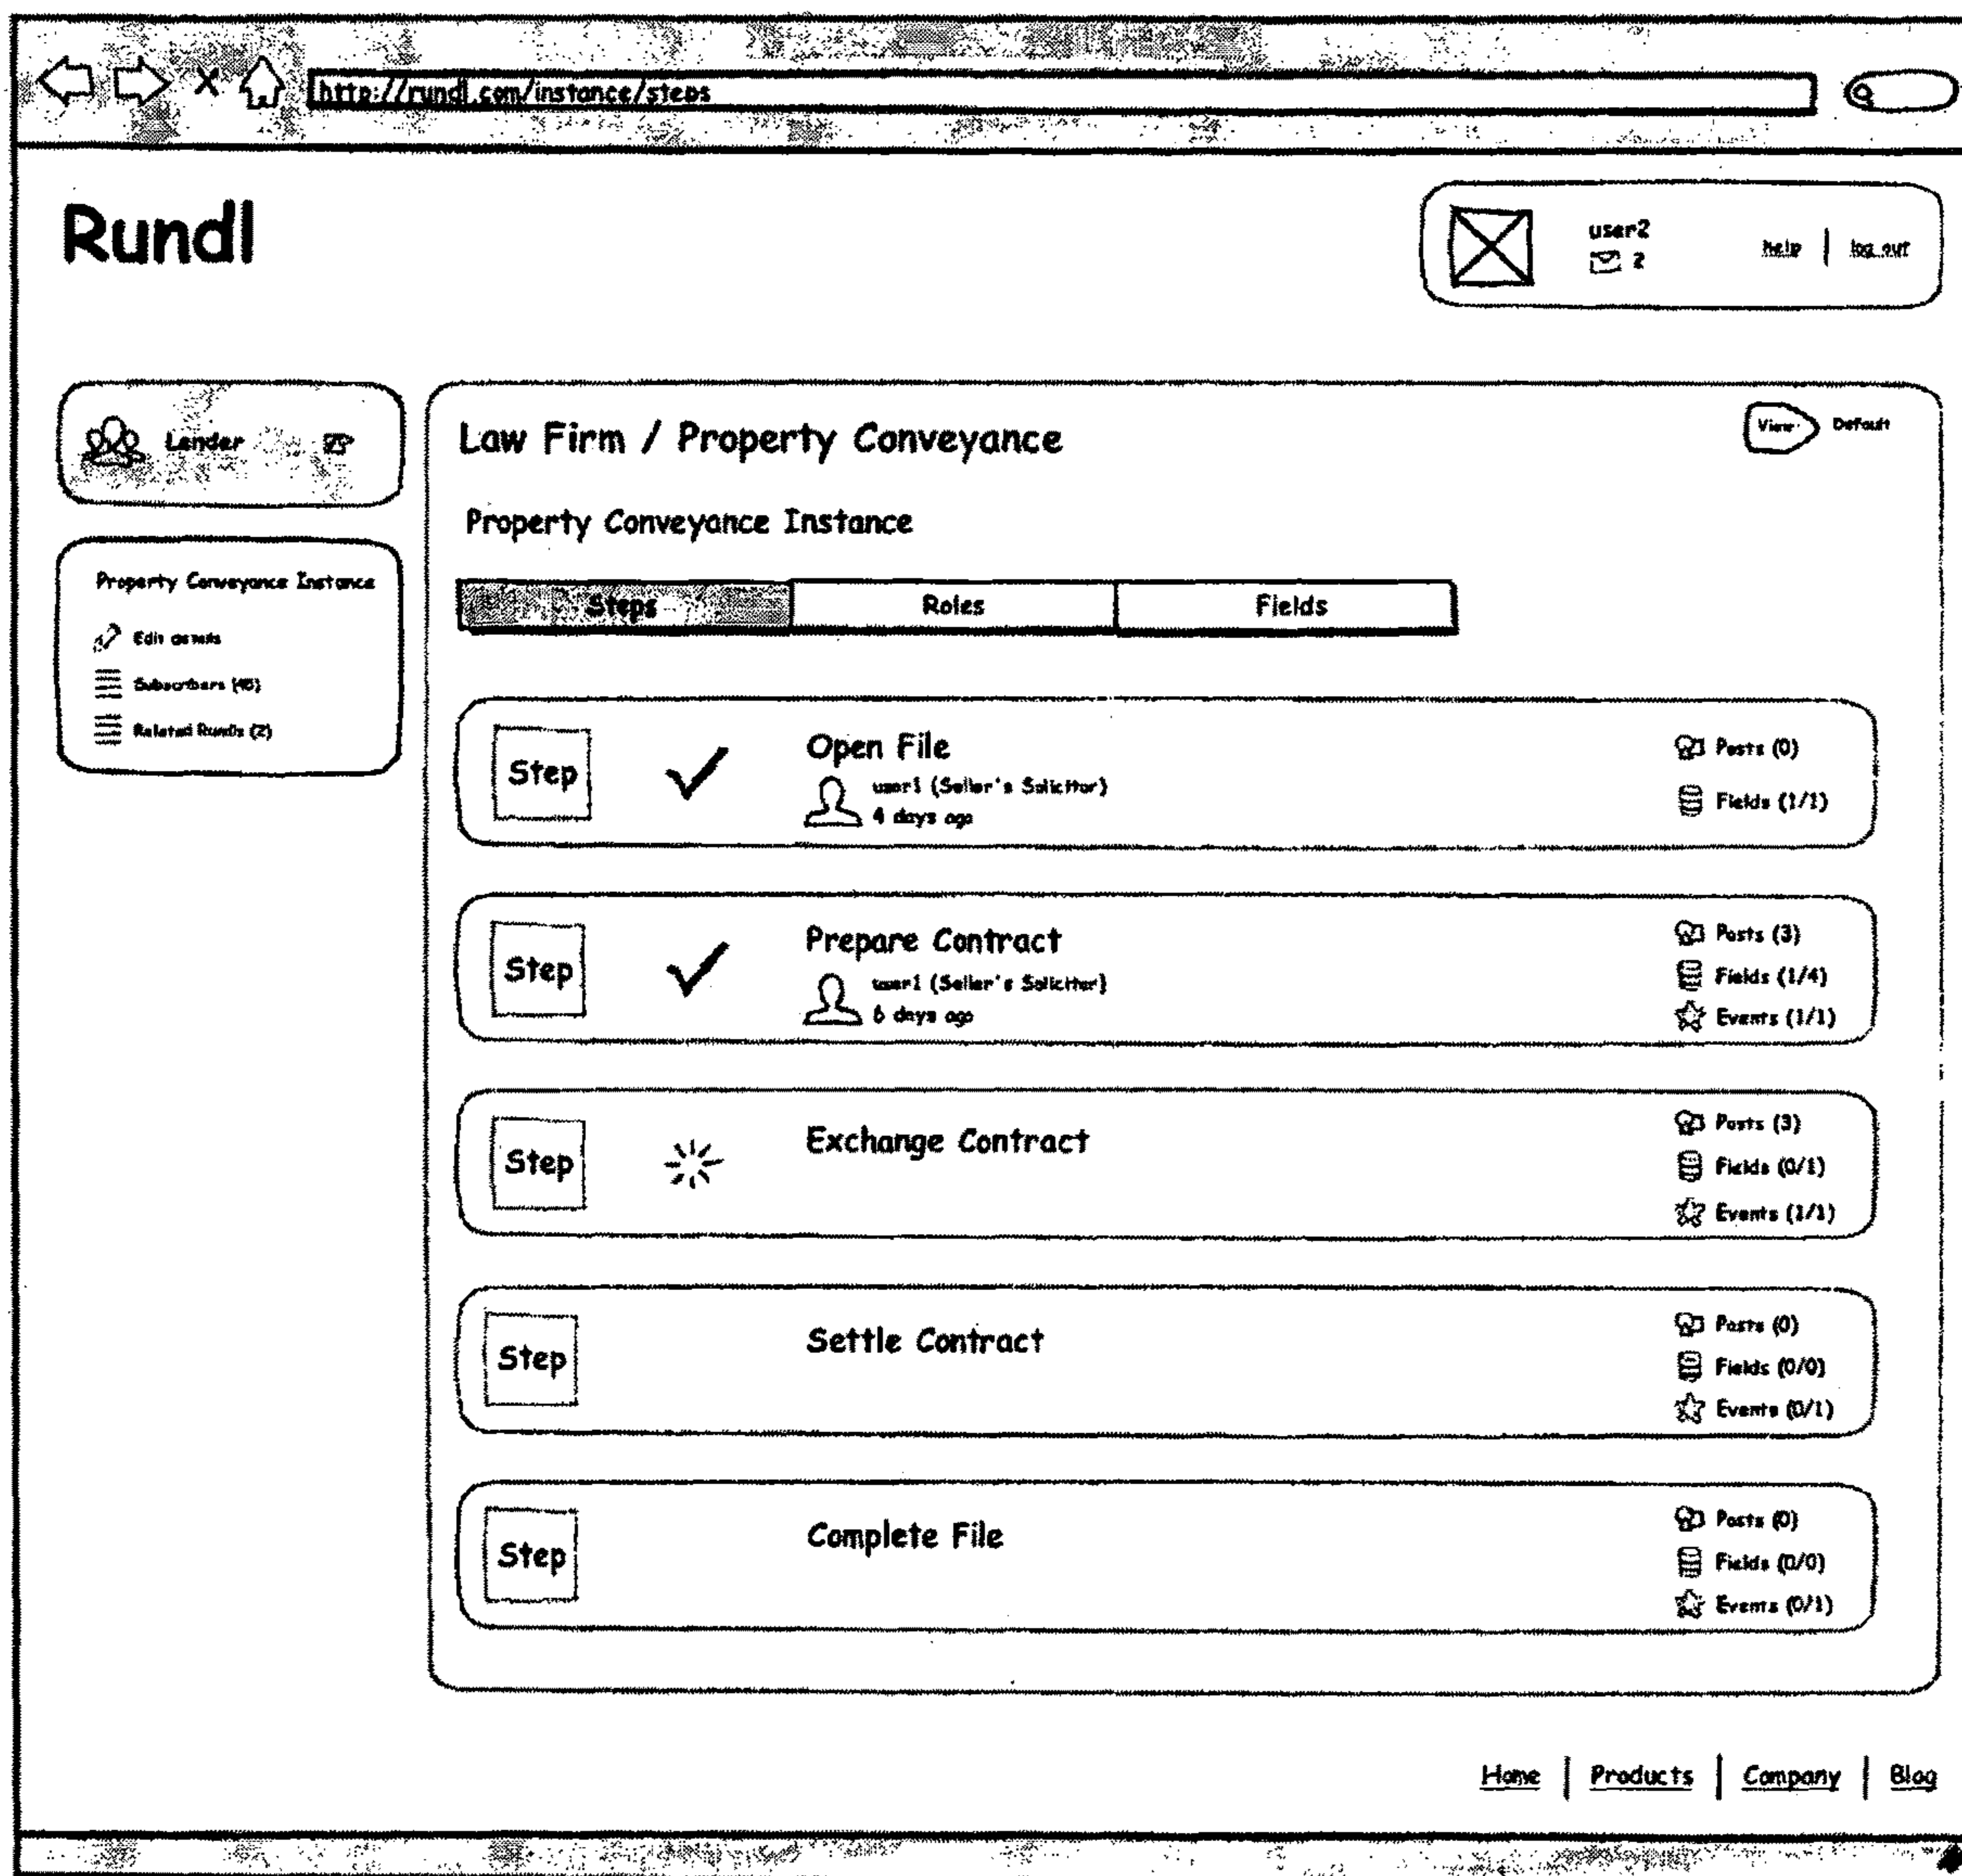 http://rundl.com/instance/steps
Rundl
user2
2
help | log out
Lender
Property Conveyance Instance
Edit details
Subscribers (45)
Related Rundls (2)
Law Firm / Property Conveyance
View
Default
Property Conveyance Instance
Steps
Roles
Fields
Step
Open File
user1 (Seller's Solicitor)
4 days ago
Posts (0)
Fields (1/1)
Step
Prepare Contract
user1 (Seller's Solicitor)
6 days ago
Posts (3)
Fields (1/4)
Events (1/1)
Step
Exchange Contract
Posts (3)
Fields (0/1)
Events (1/1)
Step
Settle Contract
Posts (0)
Fields (0/0)
Events (0/1)
Step
Complete File
Posts (0)
Fields (0/0)
Events (0/1)
Home | Products | Company | Blog